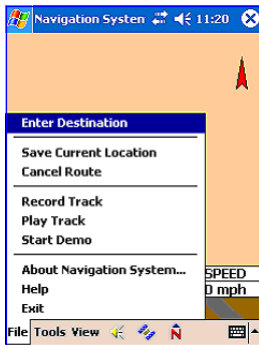 Navigation Systen 11:20
Enter Destination
Save Current Location
Cancel Route
Record Track
Play Track
Start Demo
About Navigation System...
Help
Exit
SPEED
0 mph
File Tools View N